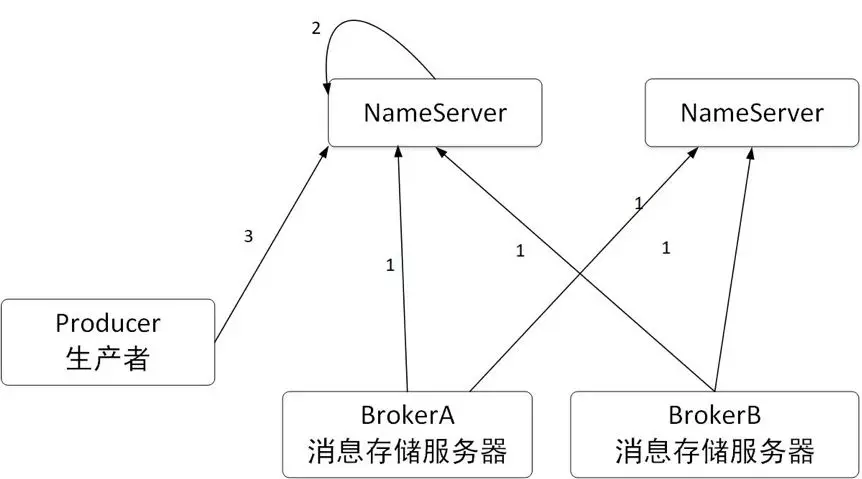 2
NameServer
NameServer
3
1
1
1
1
Producer
生产者
BrokerA
消息存储服务器
BrokerB
消息存储服务器